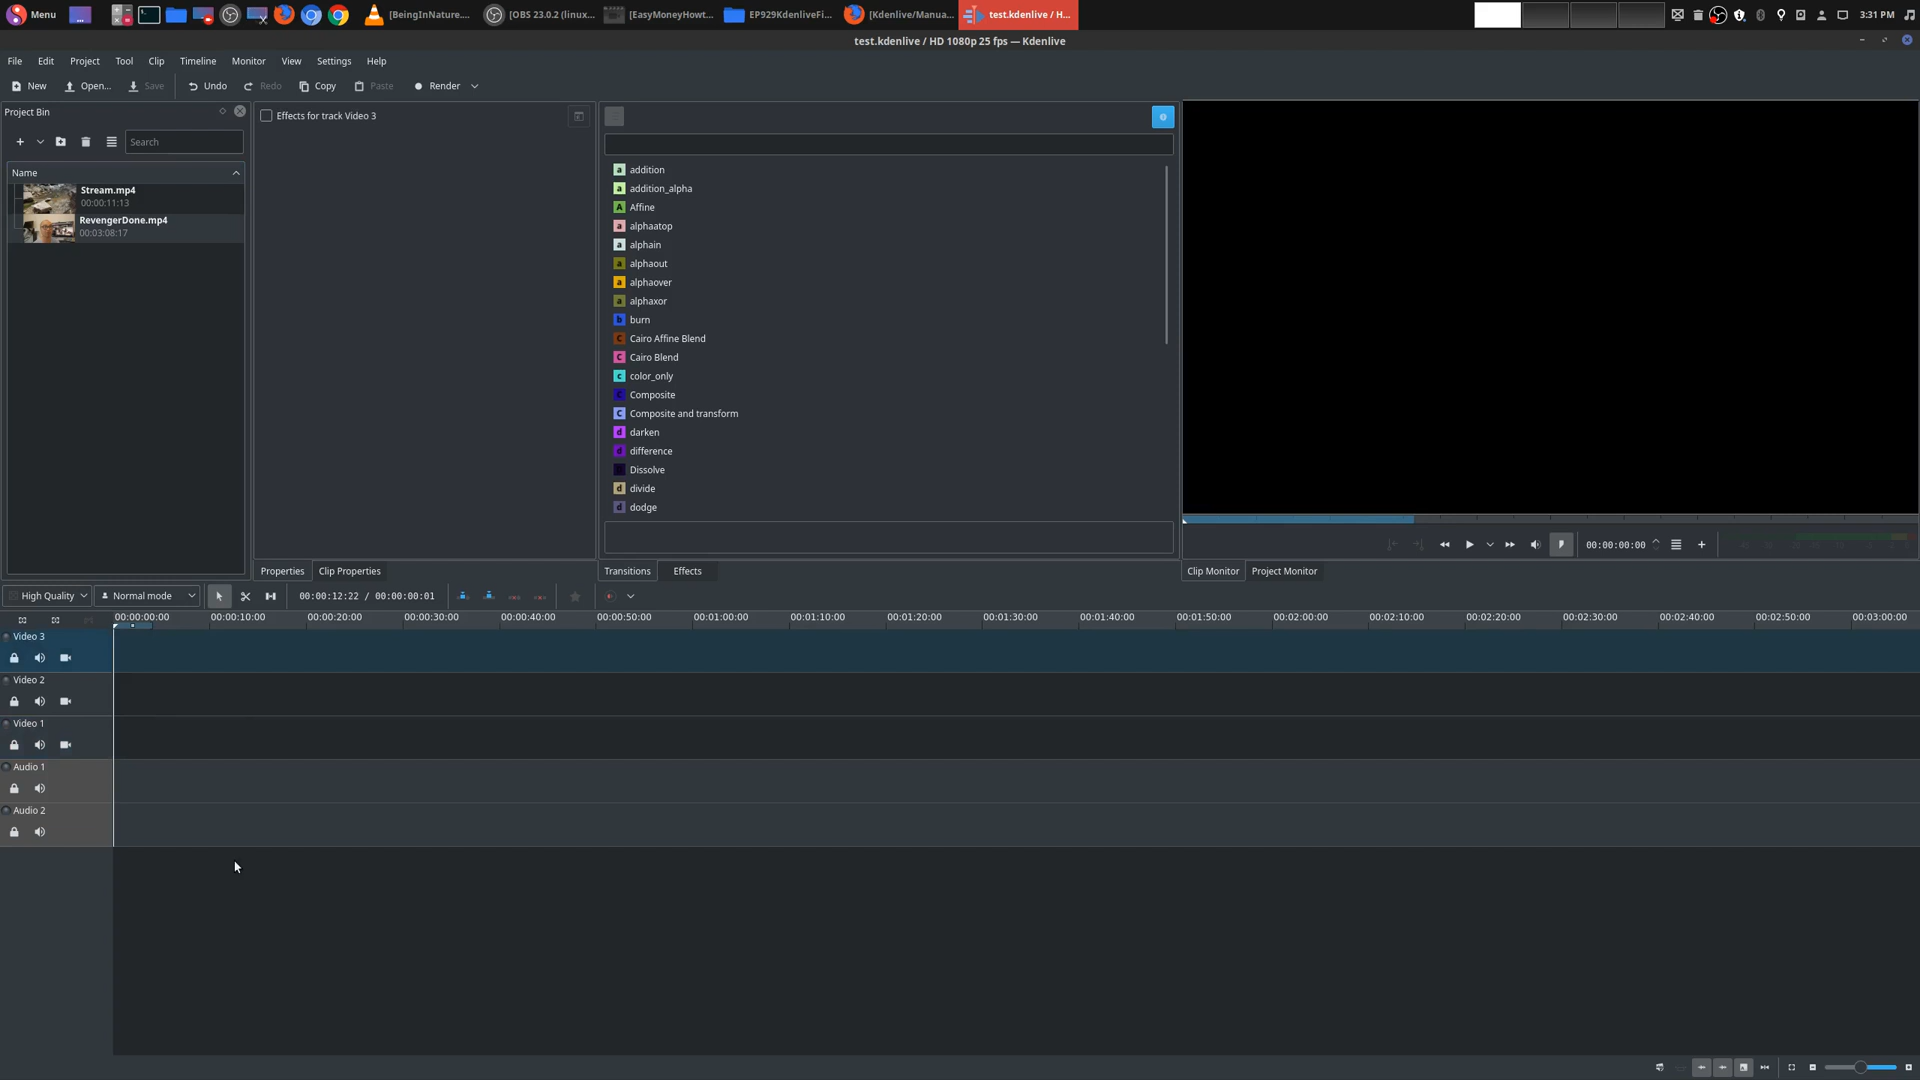 Menu
[BeingInNature....
[OBS 23.0.2 (linux...
[EasyMoneyHowt...
EP929KdenliveFi...
[Kdenlive/Manua...
test.kdenlive / H...
3:31 PM
test.kdenlive / HD 1080p 25 fps — Kdenlive
File Edit Project Tool Clip Timeline Monitor View Settings Help
New Open... Save Undo Redo Copy Paste Render
Project Bin
Search
Name
Stream.mp4
00:00:11:13
RevengerDone.mp4
00:03:08:17
Effects for track Video 3
a addition
a addition_alpha
A Affine
a alphaatop
a alphain
a alphaout
a alphaover
a alphaxor
b burn
C Cairo Affine Blend
C Cairo Blend
c color_only
C Composite
C Composite and transform
d darken
d difference
Dissolve
d divide
d dodge
00:00:00:00
Properties Clip Properties
Transitions Effects
Clip Monitor Project Monitor
High Quality Normal mode 00:00:12:22 / 00:00:00:01
00:00:00:00 00:00:10:00 00:00:20:00 00:00:30:00 00:00:40:00 00:00:50:00 00:01:00:00 00:01:10:00 00:01:20:00 00:01:30:00 00:01:40:00 00:01:50:00 00:02:00:00 00:02:10:00 00:02:20:00 00:02:30:00 00:02:40:00 00:02:50:00 00:03:00:00
Video 3
Video 2
Video 1
Audio 1
Audio 2